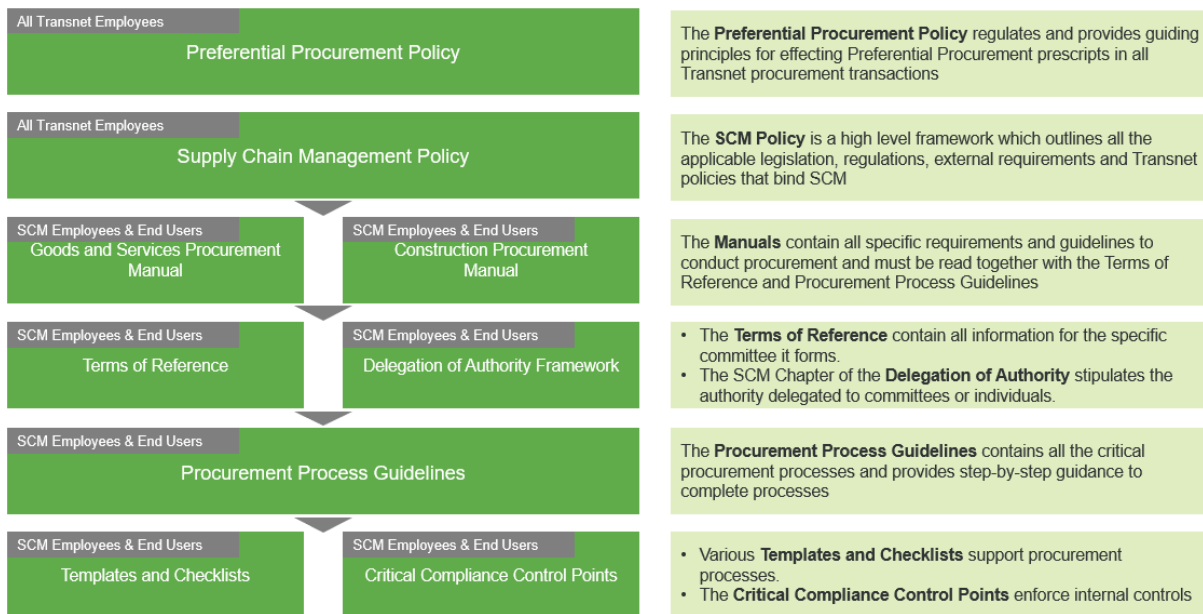 All Transnet Employees
Preferential Procurement Policy
The Preferential Procurement Policy regulates and provides guiding
principles for effecting Preferential Procurement prescripts in all
Transnet procurement transactions
All Transnet Employees
Supply Chain Management Policy
The SCM Policy is a high level framework which outlines all the
applicable legislation, regulations, external requirements and Transnet
policies that bind SCM
SCM Employees & End Users
Goods and Services Procurement
Manual
SCM Employees & End Users
Construction Procurement
Manual
The Manuals contain all specific requirements and guidelines to
conduct procurement and must be read together with the Terms of
Reference and Procurement Process Guidelines
SCM Employees & End Users
Terms of Reference
SCM Employees & End Users
Delegation of Authority Framework
• The Terms of Reference contain all information for the specific
committee it forms.
• The SCM Chapter of the Delegation of Authority stipulates the
authority delegated to committees or individuals.
SCM Employees & End Users
Procurement Process Guidelines
The Procurement Process Guidelines contains all the critical
procurement processes and provides step-by-step guidance to
complete processes
SCM Employees & End Users
Templates and Checklists
SCM Employees & End Users
Critical Compliance Control Points
• Various Templates and Checklists support procurement
processes.
• The Critical Compliance Control Points enforce internal controls